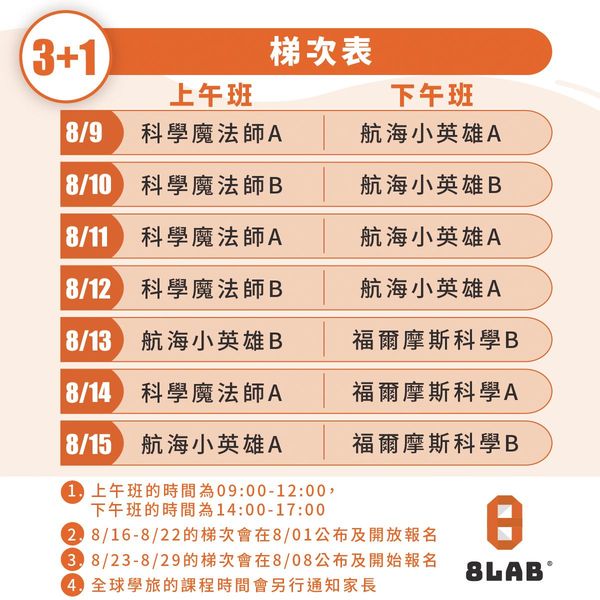 3+1
梯次表
上午班 下午班
8/9 科學魔法師A 航海小英雄A
8/10 科學魔法師B 航海小英雄B
8/11 科學魔法師A 航海小英雄A
8/12 科學魔法師B 航海小英雄A
8/13 航海小英雄B 福爾摩斯科學B
8/14 科學魔法師A 福爾摩斯科學A
8/15 航海小英雄A 福爾摩斯科學B
1. 上午班的時間為09:00-12:00，
下午班的時間為14:00-17:00
2. 8/16-8/22的梯次會在8/01公布及開放報名
3. 8/23-8/29的梯次會在8/08公布及開始報名
4. 全球學旅的課程時間會另行通知家長
8LAB®